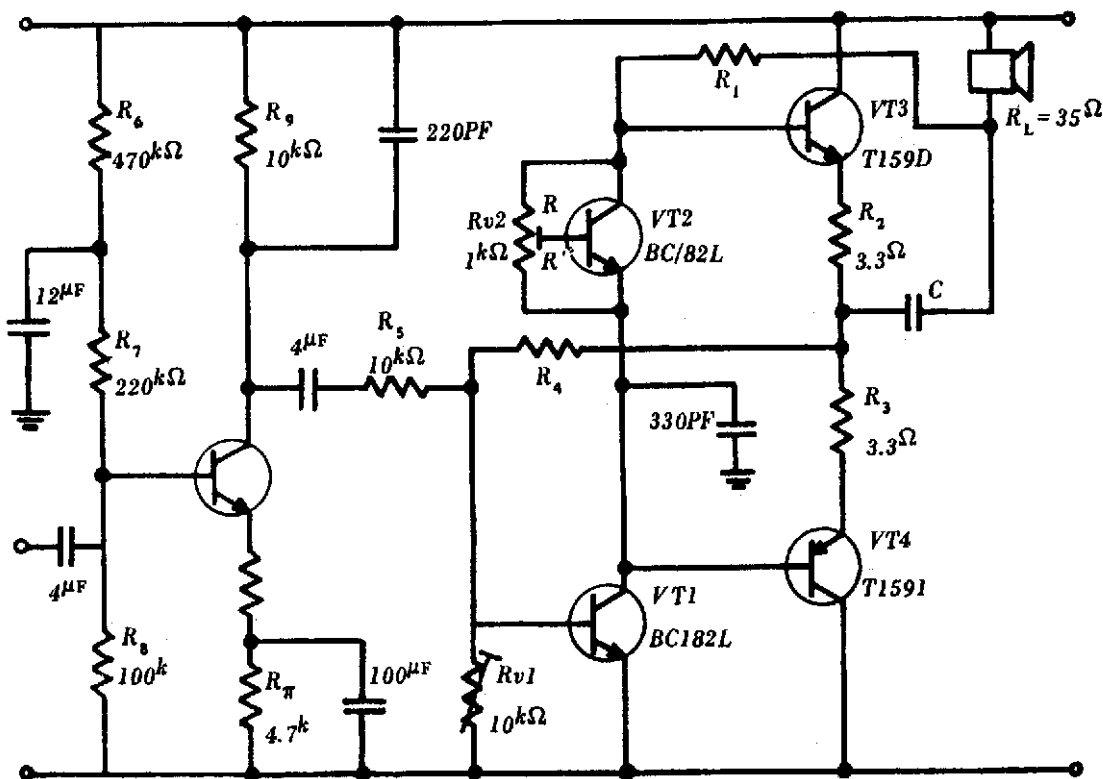 R6
470kΩ
R9
10kΩ
220PF
R1
VT3
T159D
RL = 35Ω
Rv2
1kΩ
R
R'
VT2
BC/82L
R2
3.3Ω
C
12μF
R7
220kΩ
4μF
R5
10kΩ
R4
330PF
R3
3.3Ω
4μF
R8
100k
Rπ
4.7k
100μF
Rv1
10kΩ
VT1
BC182L
VT4
T1591